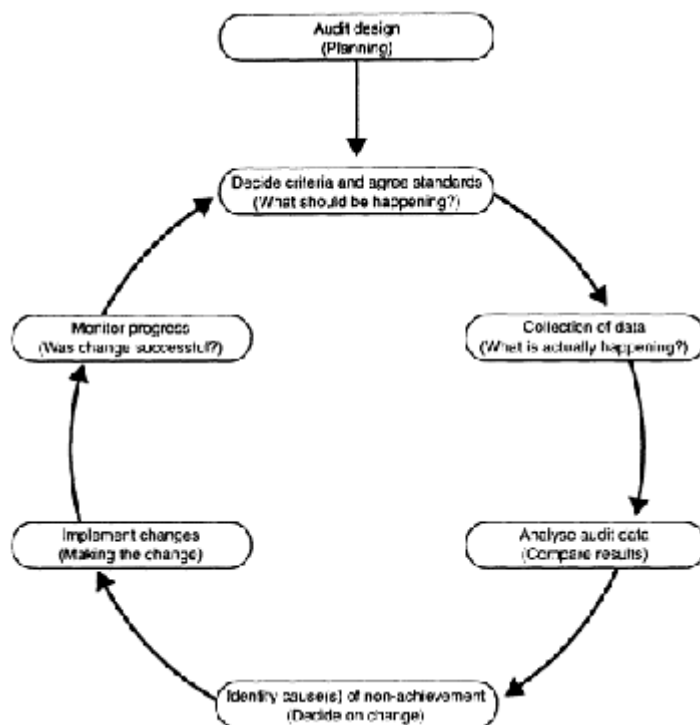 Audit design
(Planning)
Decide criteria and agree standards
(What should be happening?)
Collection of data
(What is actually happening?)
Analyse audit data
(Compare results)
Identity cause(s) of non-achievement
(Decide on change)
Implement changes
(Making the change)
Monitor progress
(Was change successful?)